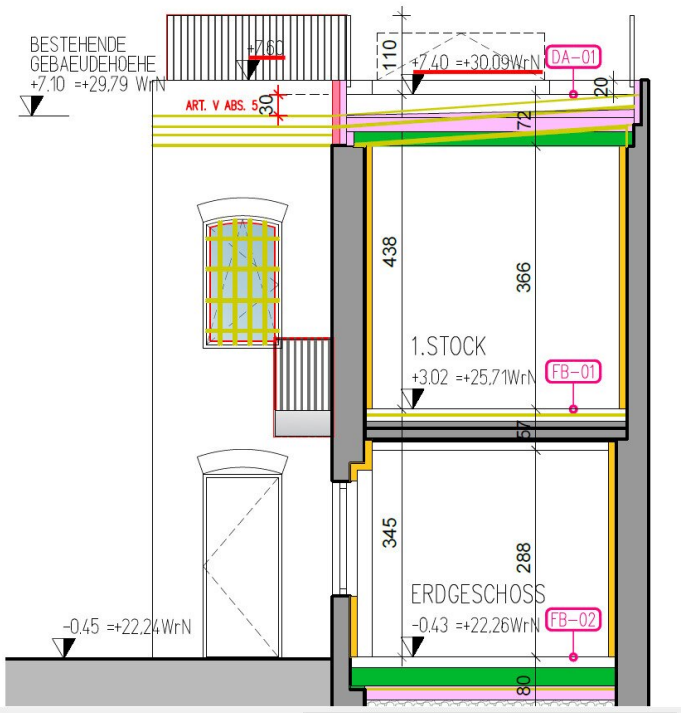 BESTEHENDE
GEBAEUDEHOEHE
+7,10 =+29,79 WrN
+7.60
110
+7,40 =+30,09WrN
DA-01
20
ART. V ABS. 5
30
72
438
366
1.STOCK
+3.02 =+25,71WrN
FB-01
57
345
288
ERDGESCHOSS
-0.43 =+22,26WrN
FB-02
-0.45 =+22,24WrN
80